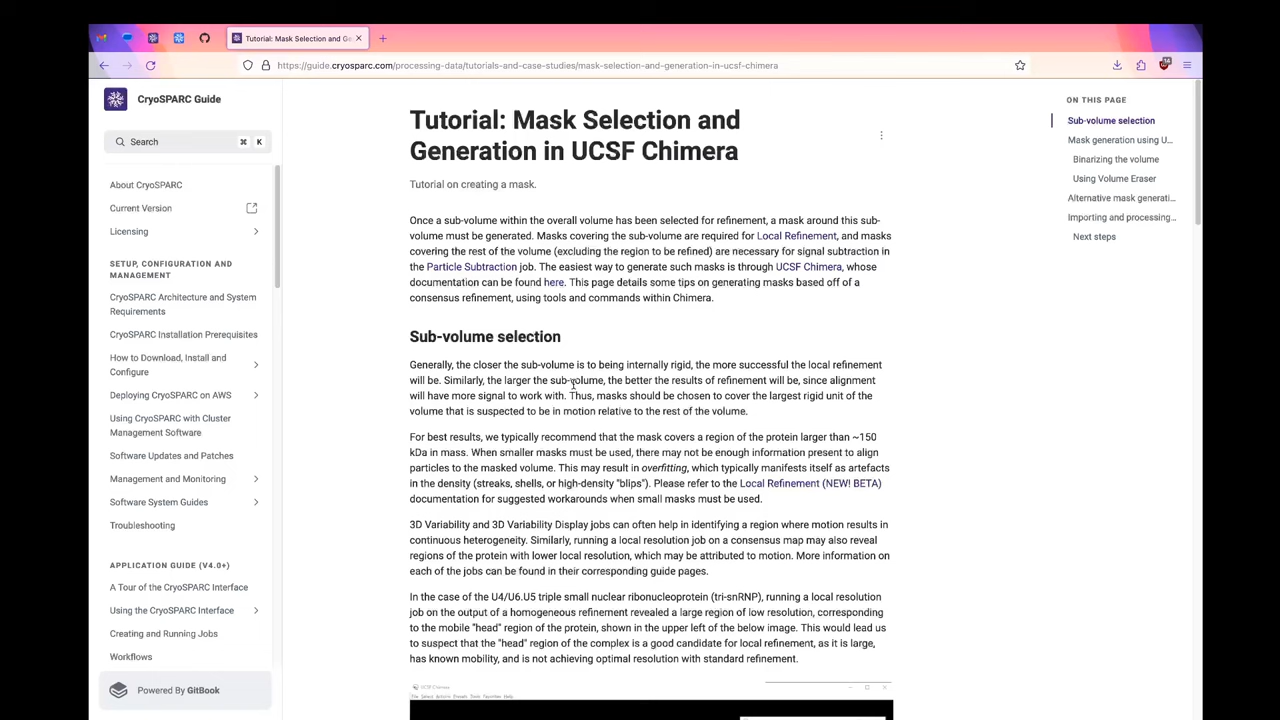 Tutorial: Mask Selection and Ge
https://guide.cryosparc.com/processing-data/tutorials-and-case-studies/mask-selection-and-generation-in-ucsf-chimera
CryoSPARC Guide
Search
⌘ K
About CryoSPARC
Current Version
Licensing
SETUP, CONFIGURATION AND
MANAGEMENT
CryoSPARC Architecture and System
Requirements
CryoSPARC Installation Prerequisites
How to Download, Install and
Configure
Deploying CryoSPARC on AWS
Using CryoSPARC with Cluster
Management Software
Software Updates and Patches
Management and Monitoring
Software System Guides
Troubleshooting
APPLICATION GUIDE (V4.0+)
A Tour of the CryoSPARC Interface
Using the CryoSPARC Interface
Creating and Running Jobs
Workflows
Powered By GitBook
Tutorial: Mask Selection and
Generation in UCSF Chimera
Tutorial on creating a mask.
Once a sub-volume within the overall volume has been selected for refinement, a mask around this sub-
volume must be generated. Masks covering the sub-volume are required for Local Refinement, and masks
covering the rest of the volume (excluding the region to be refined) are necessary for signal subtraction in
the Particle Subtraction job. The easiest way to generate such masks is through UCSF Chimera, whose
documentation can be found here. This page details some tips on generating masks based off of a
consensus refinement, using tools and commands within Chimera.
Sub-volume selection
Generally, the closer the sub-volume is to being internally rigid, the more successful the local refinement
will be. Similarly, the larger the sub-volume, the better the results of refinement will be, since alignment
will have more signal to work with. Thus, masks should be chosen to cover the largest rigid unit of the
volume that is suspected to be in motion relative to the rest of the volume.
For best results, we typically recommend that the mask covers a region of the protein larger than ~150
kDa in mass. When smaller masks must be used, there may not be enough information present to align
particles to the masked volume. This may result in overfitting, which typically manifests itself as artefacts
in the density (streaks, shells, or high-density "blips"). Please refer to the Local Refinement (NEW! BETA)
documentation for suggested workarounds when small masks must be used.
3D Variability and 3D Variability Display jobs can often help in identifying a region where motion results in
continuous heterogeneity. Similarly, running a local resolution job on a consensus map may also reveal
regions of the protein with lower local resolution, which may be attributed to motion. More information on
each of the jobs can be found in their corresponding guide pages.
In the case of the U4/U6.U5 triple small nuclear ribonucleoprotein (tri-snRNP), running a local resolution
job on the output of a homogeneous refinement revealed a large region of low resolution, corresponding
to the mobile "head" region of the protein, shown in the upper left of the below image. This would lead us
to suspect that the "head" region of the complex is a good candidate for local refinement, as it is large,
has known mobility, and is not achieving optimal resolution with standard refinement.
UCSF Chimera
File Select Actions Presets Tools Favorites Help
ON THIS PAGE
Sub-volume selection
Mask generation using U...
Binarizing the volume
Using Volume Eraser
Alternative mask generati...
Importing and processing...
Next steps